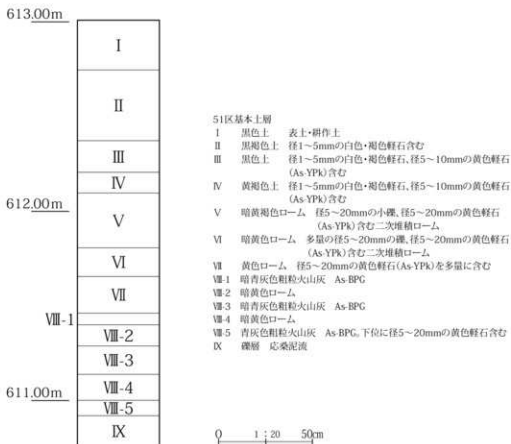 613.00m
Ⅰ
Ⅱ
Ⅲ
Ⅳ
612.00m
Ⅴ
Ⅵ
Ⅶ
Ⅷ-1
Ⅷ-2
Ⅷ-3
Ⅷ-4
611.00m
Ⅷ-5
Ⅸ
51区基本土層
Ⅰ 黒色土 表土・耕作土
Ⅱ 黒褐色土 径1～5mmの白色・褐色軽石含む
Ⅲ 黒色土 径1～5mmの白色・褐色軽石、径5～10mmの黄色軽石
(As-YPk)含む
Ⅳ 黄褐色土 径1～5mmの白色・褐色軽石、径5～10mmの黄色軽石
(As-YPk)含む
Ⅴ 暗黄褐色ローム 径5～20mmの小礫、径5～20mmの黄色軽石
(As-YPk)含む二次堆積ローム
Ⅵ 暗黄色ローム 多量の径5～20mmの礫、径5～20mmの黄色軽石
(As-YPk)含む二次堆積ローム
Ⅶ 黄色ローム 径5～20mmの黄色軽石(As-YPk)を多量に含む
Ⅷ-1 暗青灰色粗粒火山灰 As-BPG
Ⅷ-2 暗黄色ローム
Ⅷ-3 暗青灰色粗粒火山灰 As-BPG
Ⅷ-4 暗黄色ローム
Ⅷ-5 青灰色粗粒火山灰 As-BPG。下位に径5～20mmの黄色軽石含む
Ⅸ 礫層 応桑泥流
0 1：20 50cm